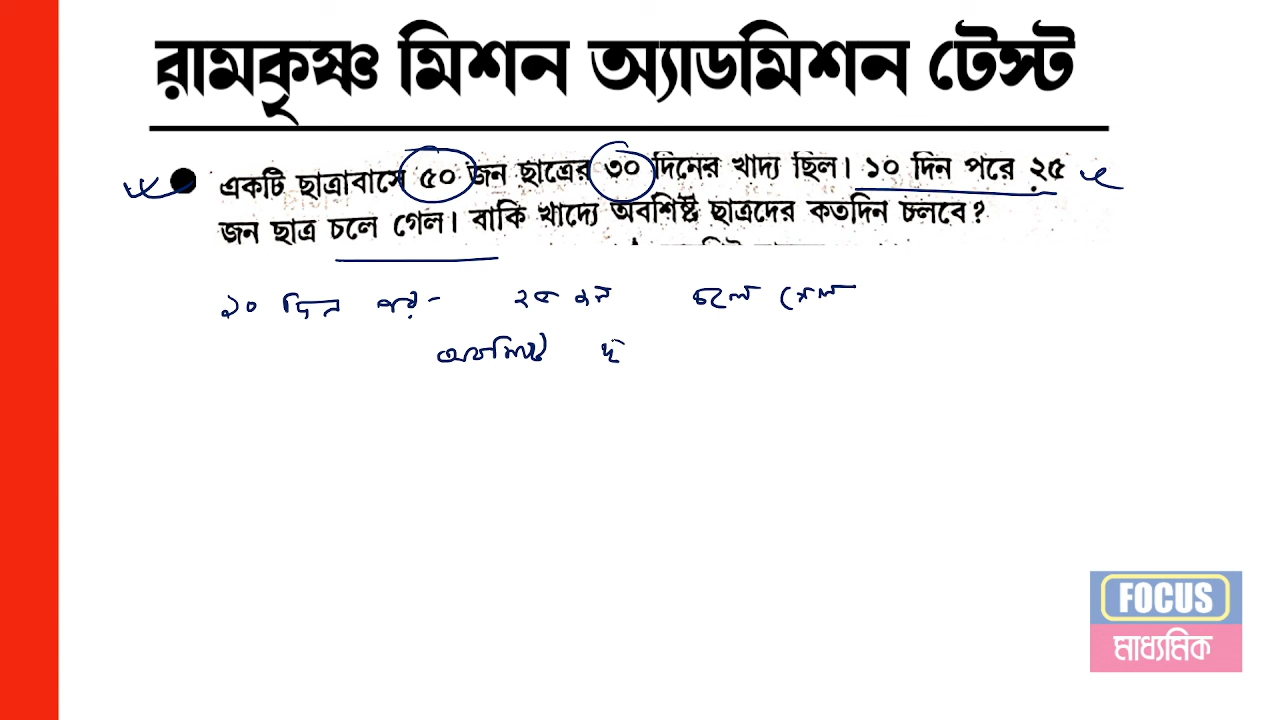 রামকৃষ্ণ মিশন অ্যাডমিশন টেস্ট
একটি ছাত্রাবাসে ৫০ জন ছাত্রের ৩০ দিনের খাদ্য ছিল। ১০ দিন পরে ২৫
জন ছাত্র চলে গেল। বাকি খাদ্যে অবশিষ্ট ছাত্রদের কতদিন চলবে?
১০ দিন পর- ২৫ জন চলে গেল
অবশিষ্ট
FOCUS
মাধ্যমিক